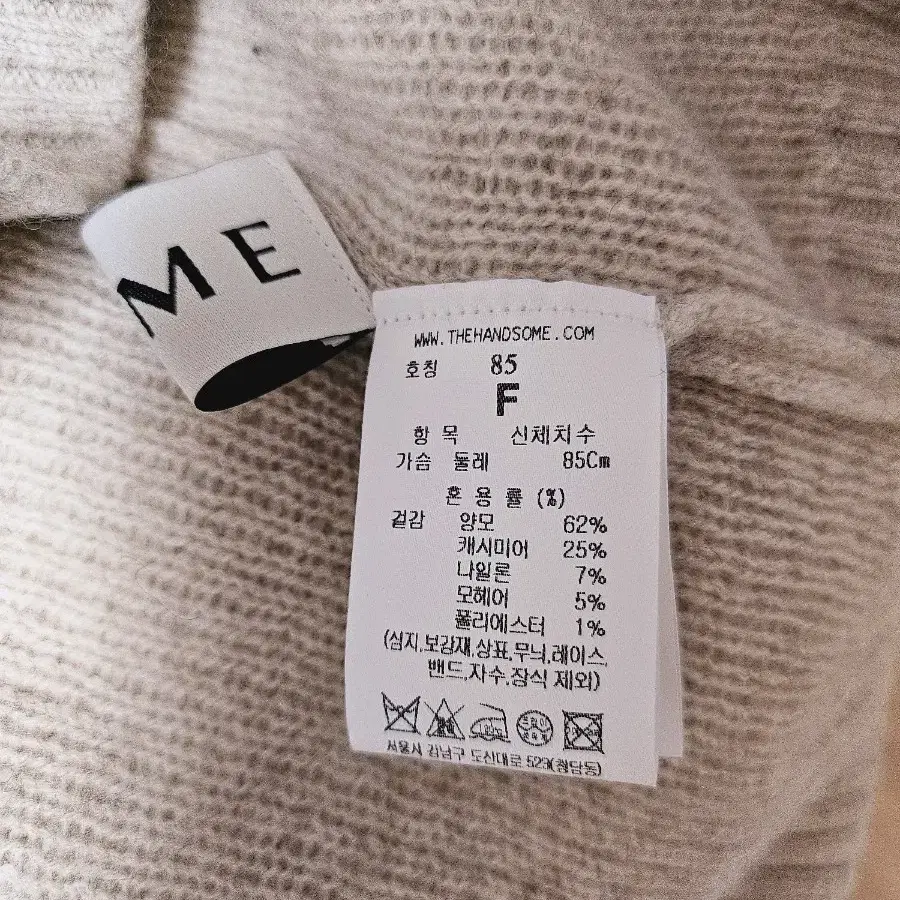 ME
WWW.THEHANDSOME.COM
호칭 85
F
항 목 신체치수
가슴 둘레 85Cm
혼 용 률 (%)
겉감 양모 62%
캐시미어 25%
나일론 7%
모헤어 5%
폴리에스터 1%
(심지,보강재,상표,무늬,레이스,
밴드,자수,장식 제외)
서울시 강남구 도산대로 523(청담동)